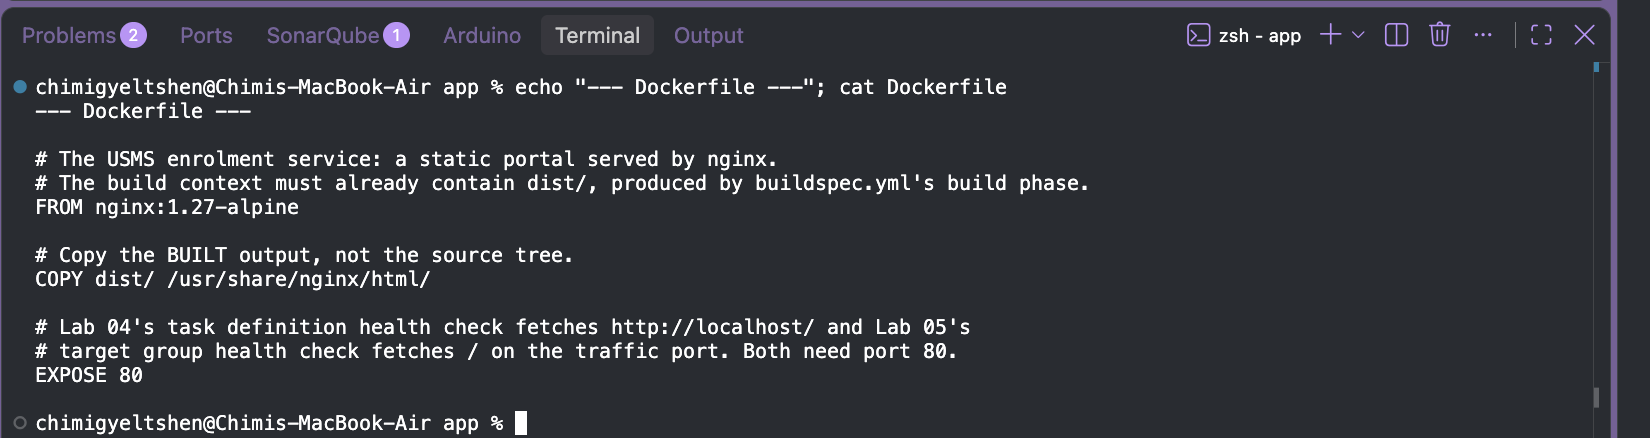 Problems 2 Ports SonarQube 1 Arduino Terminal Output zsh - app
chimigyeltshen@Chimis-MacBook-Air app % echo "--- Dockerfile ---"; cat Dockerfile
--- Dockerfile ---
# The USMS enrolment service: a static portal served by nginx.
# The build context must already contain dist/, produced by buildspec.yml's build phase.
FROM nginx:1.27-alpine
# Copy the BUILT output, not the source tree.
COPY dist/ /usr/share/nginx/html/
# Lab 04's task definition health check fetches http://localhost/ and Lab 05's
# target group health check fetches / on the traffic port. Both need port 80.
EXPOSE 80
chimigyeltshen@Chimis-MacBook-Air app %